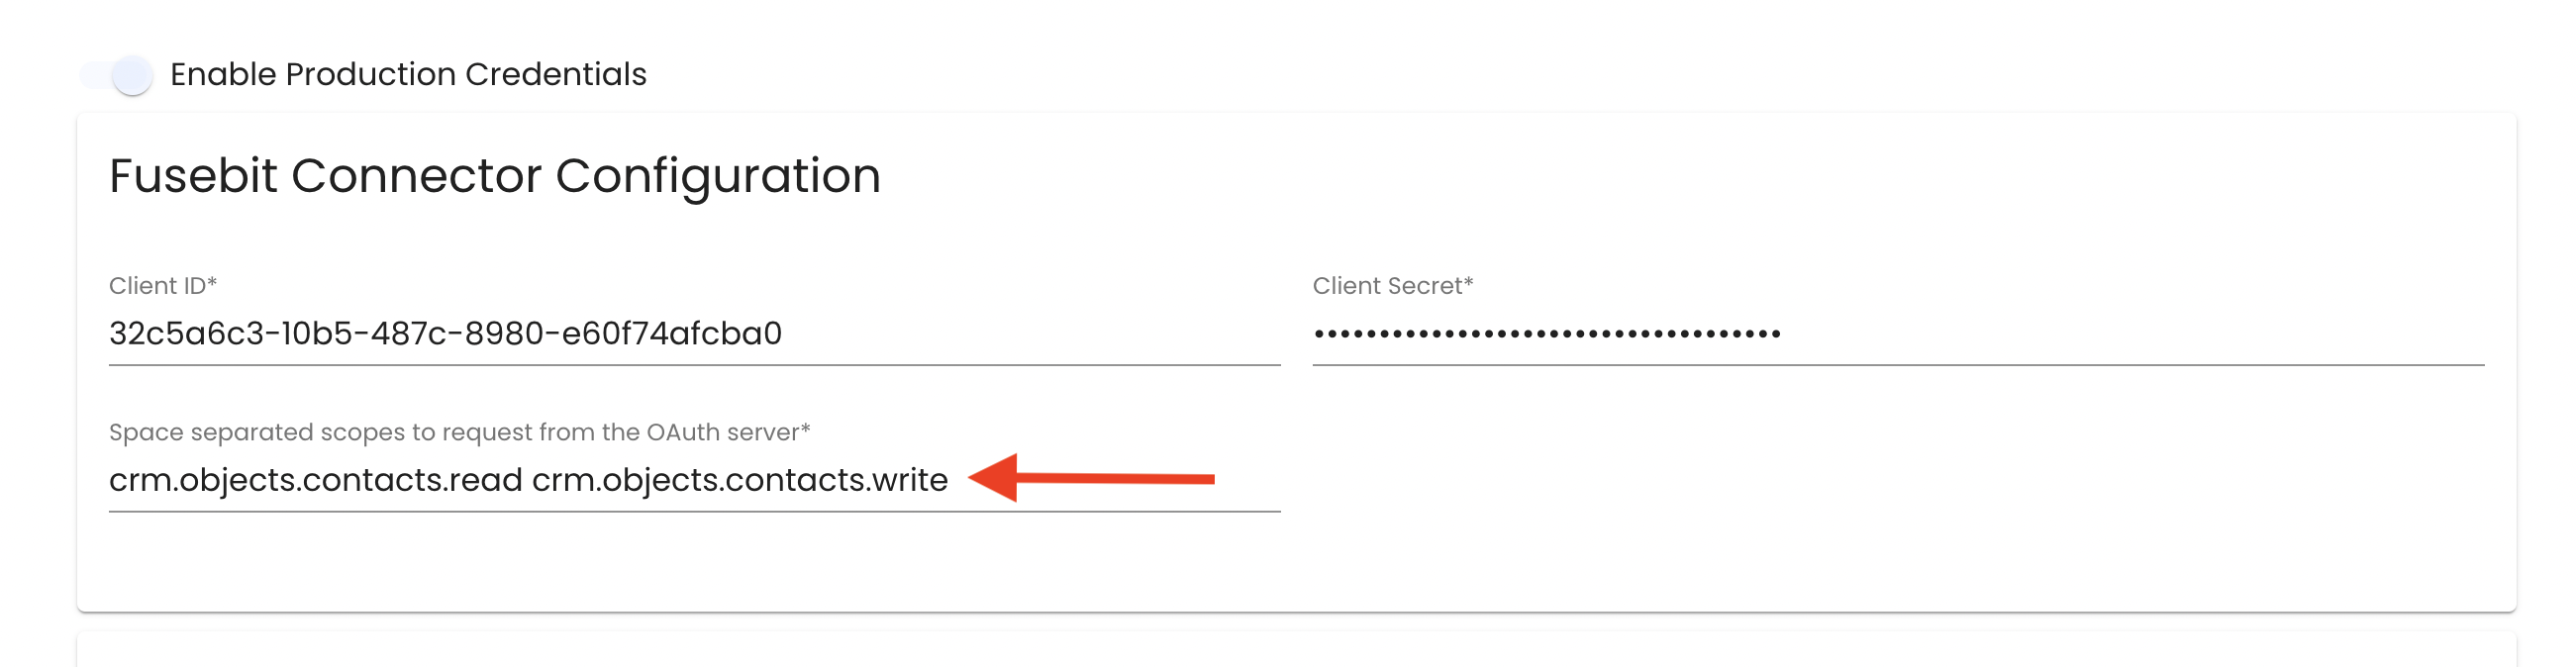 Enable Production Credentials
Fusebit Connector Configuration
Client ID*
32c5a6c3-10b5-487c-8980-e60f74afcba0
Client Secret*
••••••••••••••••••••••••••••••••••••
Space separated scopes to request from the OAuth server*
crm.objects.contacts.read crm.objects.contacts.write